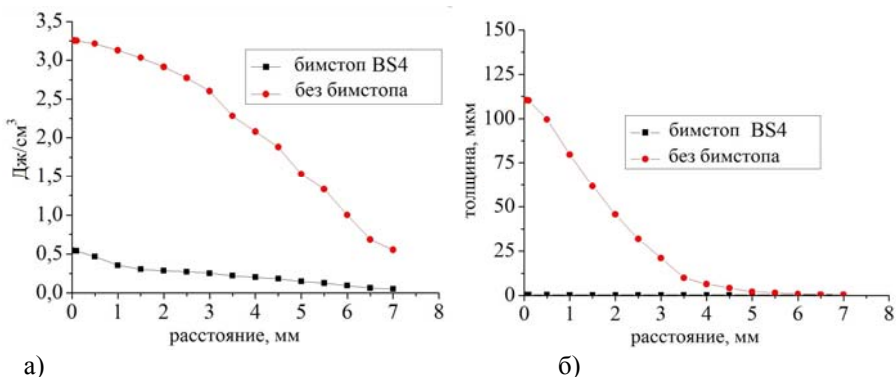 3,5
3,0
2,5
2,0
1,5
1,0
0,5
0,0
Дж/см³
бимстоп BS4
без бимстопа
0 1 2 3 4 5 6 7 8
расстояние, мм
а)
150
125
100
75
50
25
0
толщина, мкм
бимстоп BS4
без бимстопа
0 1 2 3 4 5 6 7 8
расстояние, мм
б)